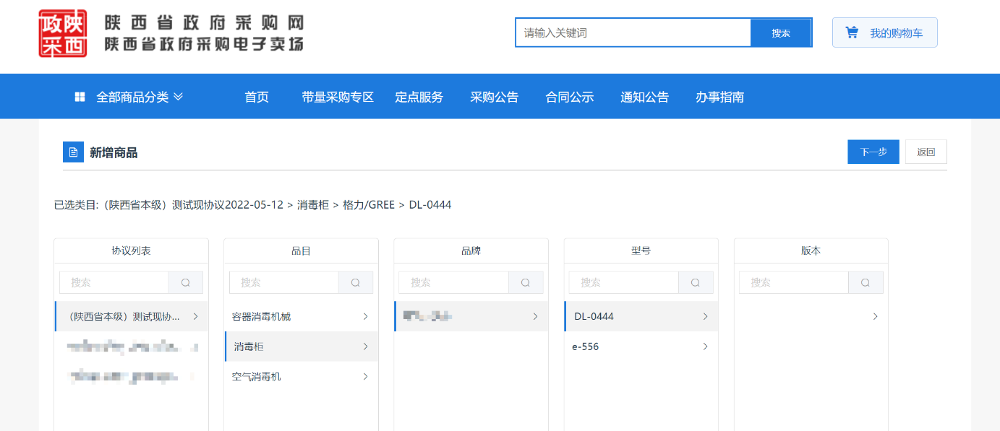 政陕
采西
陕西省政府采购网
陕西省政府采购电子卖场
请输入关键词
搜索
我的购物车
全部商品分类
首页
带量采购专区
定点服务
采购公告
合同公示
通知公告
办事指南
新增商品
下一步
返回
已选类目:（陕西省本级）测试现协议2022-05-12 > 消毒柜 > 格力/GREE > DL-0444
协议列表
搜索
（陕西省本级）测试现协...
品目
搜索
容器消毒机械
消毒柜
空气消毒机
品牌
搜索
型号
搜索
DL-0444
e-556
版本
搜索